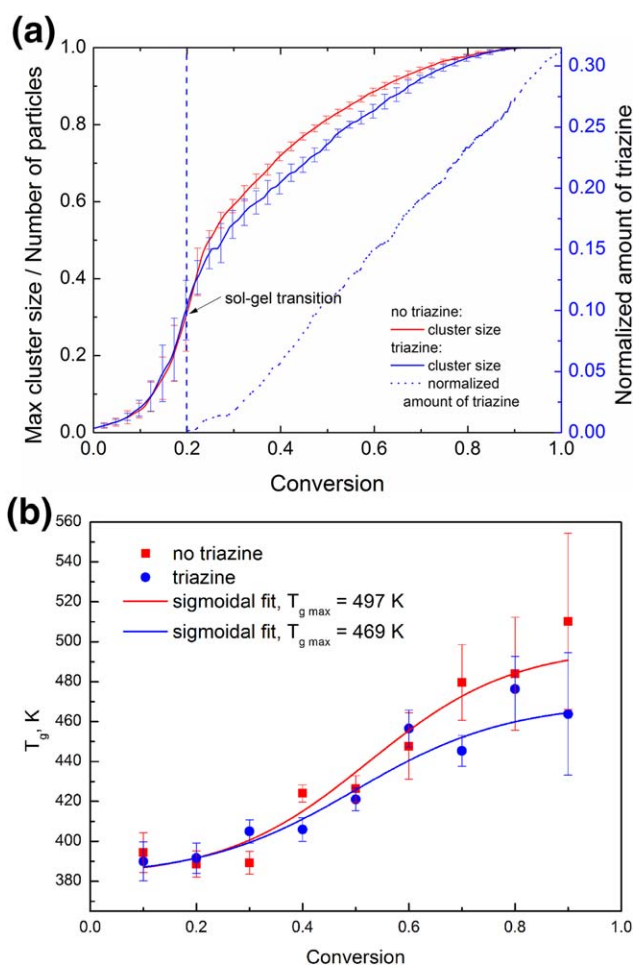 (a)
Max cluster size / Number of particles
1.0
0.8
0.6
0.4
0.2
0.0
sol-gel transition
no triazine:
cluster size
triazine:
cluster size
normalized
amount of triazine
0.30
0.25
0.20
0.15
0.10
0.05
0.00
Normalized amount of triazine
0.0 0.2 0.4 0.6 0.8 1.0
Conversion
(b)
T_g, K
560
540
520
500
480
460
440
420
400
380
no triazine
triazine
sigmoidal fit, T_g max = 497 K
sigmoidal fit, T_g max = 469 K
0.0 0.2 0.4 0.6 0.8 1.0
Conversion